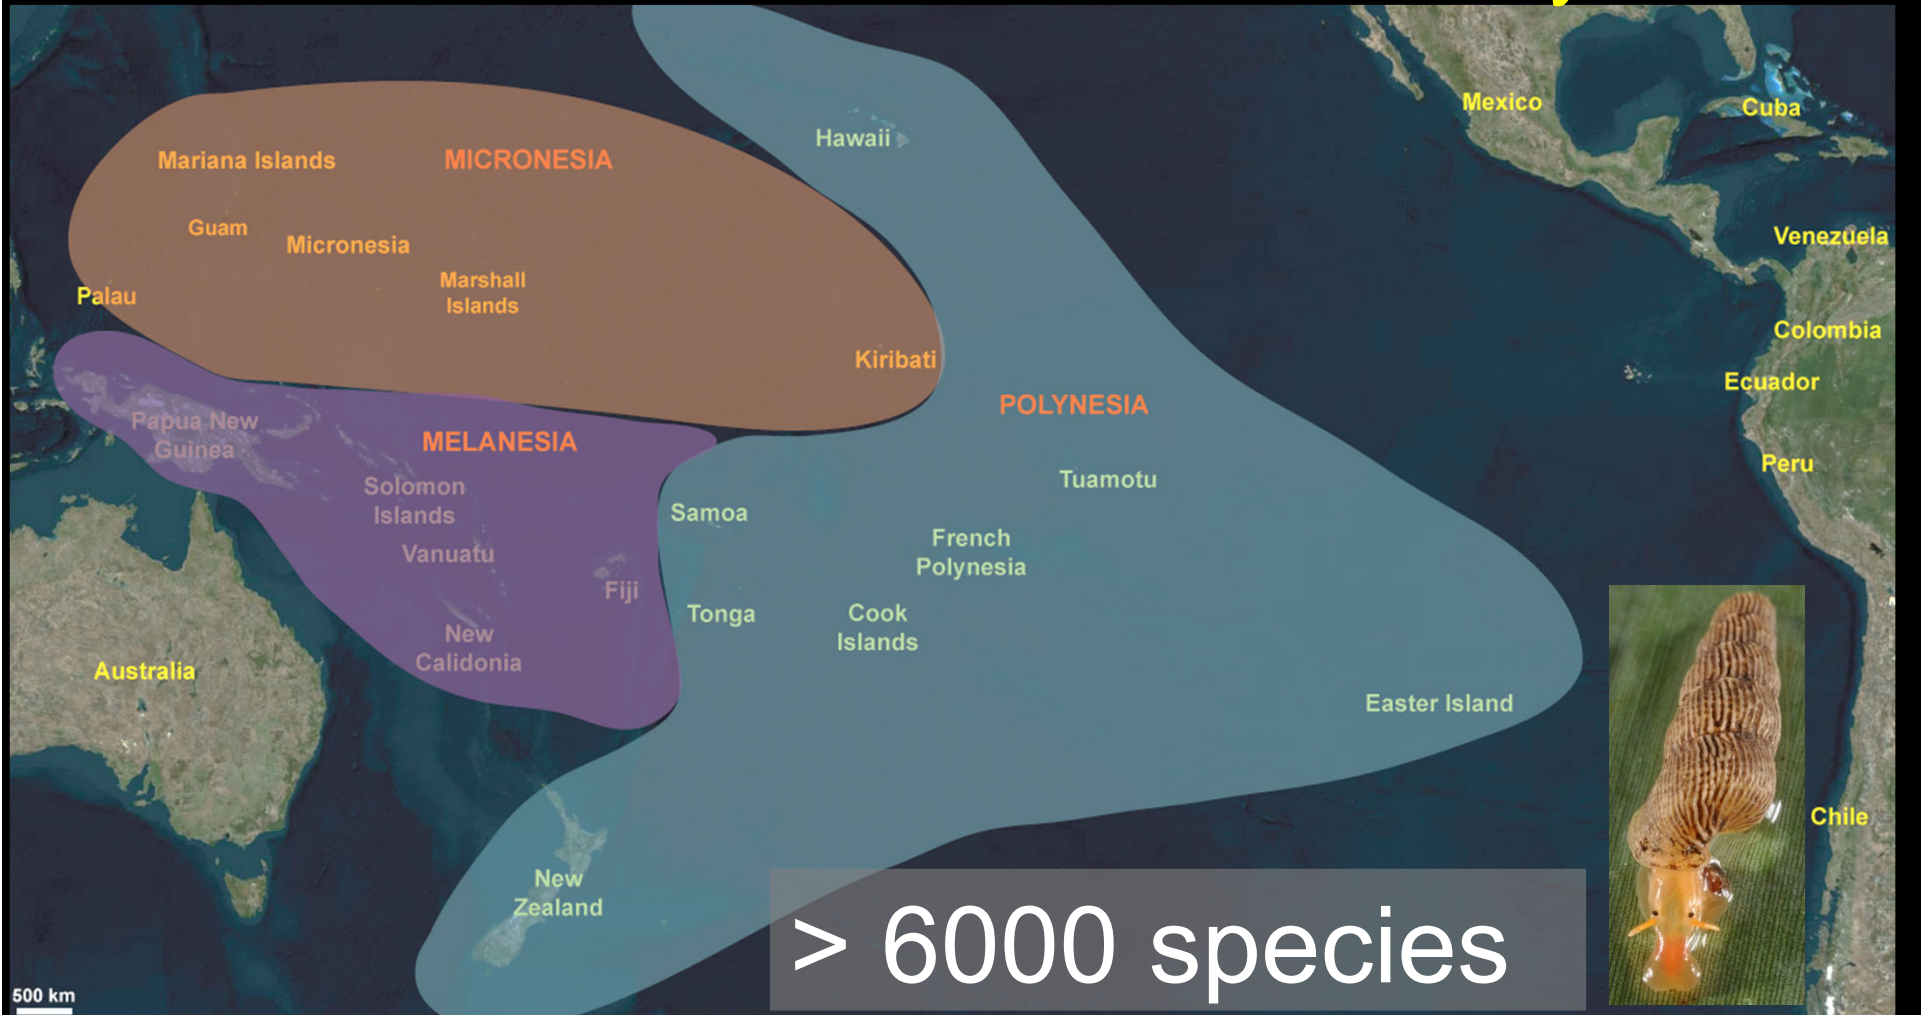 Mexico
Cuba
Hawaii
Mariana Islands
MICRONESIA
Guam
Micronesia
Venezuela
Marshall
Islands
Palau
Colombia
Kiribati
Ecuador
POLYNESIA
Papua New
Guinea
MELANESIA
Peru
Tuamotu
Solomon
Islands
Samoa
French
Polynesia
Vanuatu
Fiji
Tonga
Cook
Islands
New
Calidonia
Australia
Easter Island
Chile
New
Zealand
> 6000 species
500 km